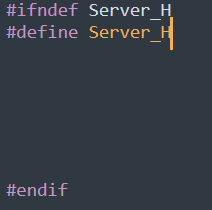 #ifndef Server_H
#define Server_H
#endif